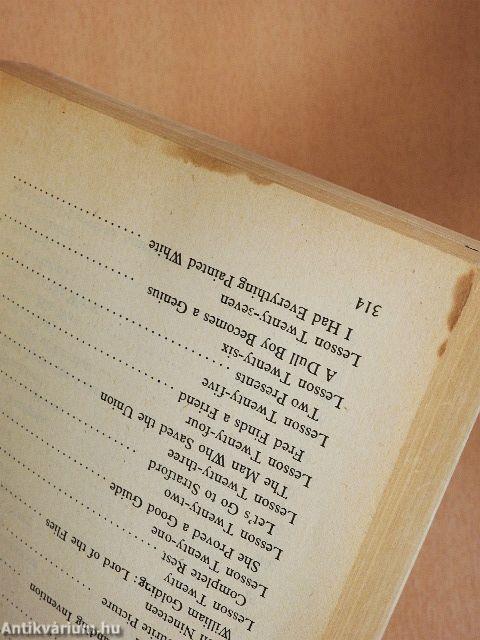 Invention
Picture
Nineteen
William Golding: Lord of the Flies
Lesson Twenty
Complete Rest
Lesson Twenty-one
She Proved a Good Guide
Lesson Twenty-two
Let's Go to Stratford
Lesson Twenty-three
The Man Who Saved the Union
Lesson Twenty-four
Fred Finds a Friend
Lesson Twenty-five
Two Presents
Lesson Twenty-six
A Dull Boy Becomes a Genius
Lesson Twenty-seven
I Had Everything Painted White
314
Antikvárium.hu